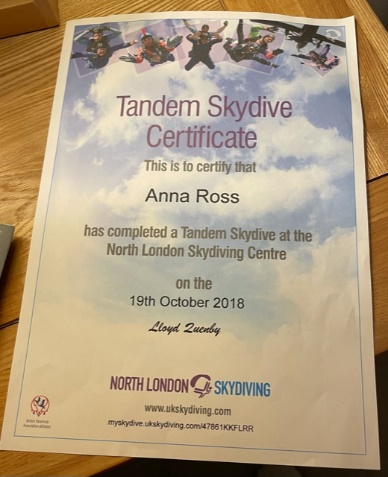 Tandem Skydive
Certificate
This is to certify that
Anna Ross
has completed a Tandem Skydive at the
North London Skydiving Centre
on the
19th October 2018
Lloyd Quenby
NORTH LONDON SKYDIVING
www.ukskydiving.com
myskydive.ukskydiving.com/47861KKFLRR